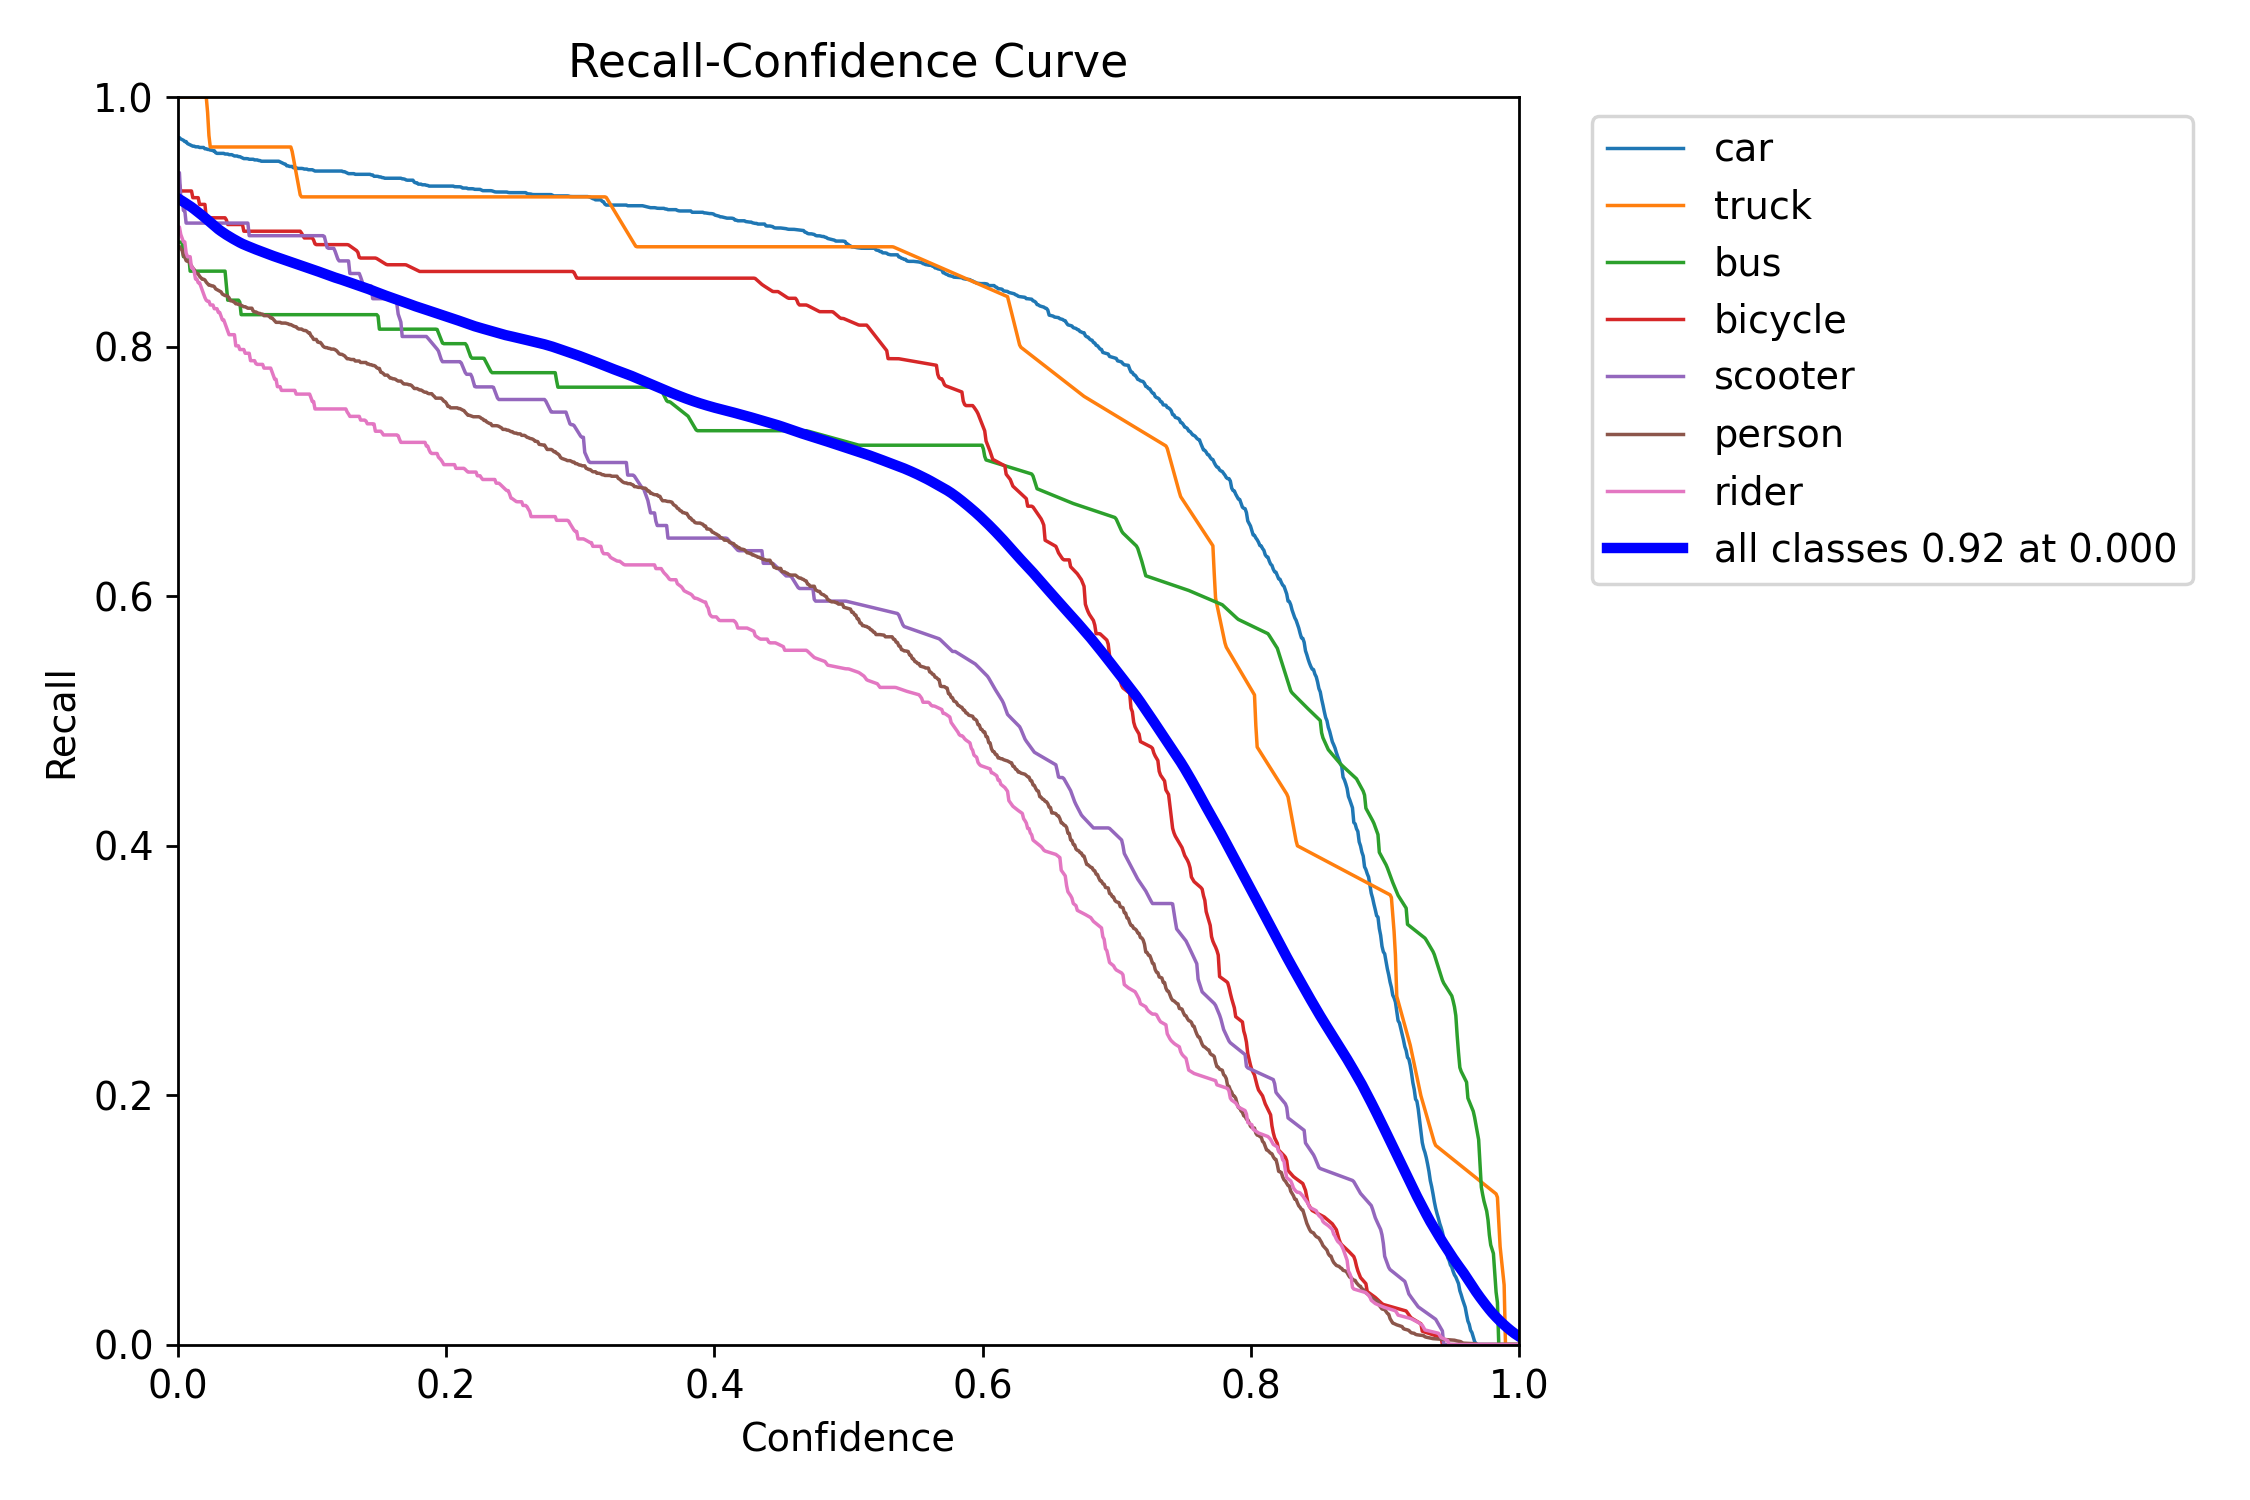 Recall-Confidence Curve
1.0
0.8
0.6
0.4
0.2
0.0
Recall
0.0 0.2 0.4 0.6 0.8 1.0
Confidence
car
truck
bus
bicycle
scooter
person
rider
all classes 0.92 at 0.000